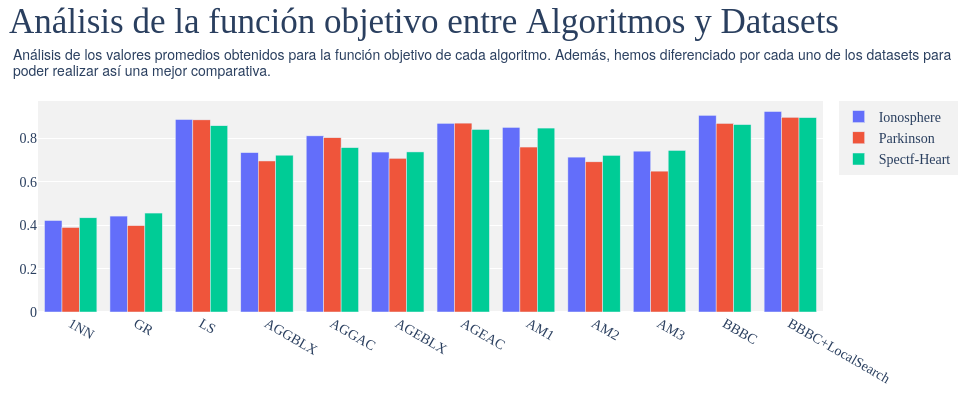 Análisis de la función objetivo entre Algoritmos y Datasets
Análisis de los valores promedios obtenidos para la función objetivo de cada algoritmo. Además, hemos diferenciado por cada uno de los datasets para
poder realizar así una mejor comparativa.
0.8
0.6
0.4
0.2
0
1NN
GR
LS
AGGBLX
AGGAC
AGEBLX
AGEAC
AM1
AM2
AM3
BBBC
BBBC+LocalSearch
Ionosphere
Parkinson
Spectf-Heart